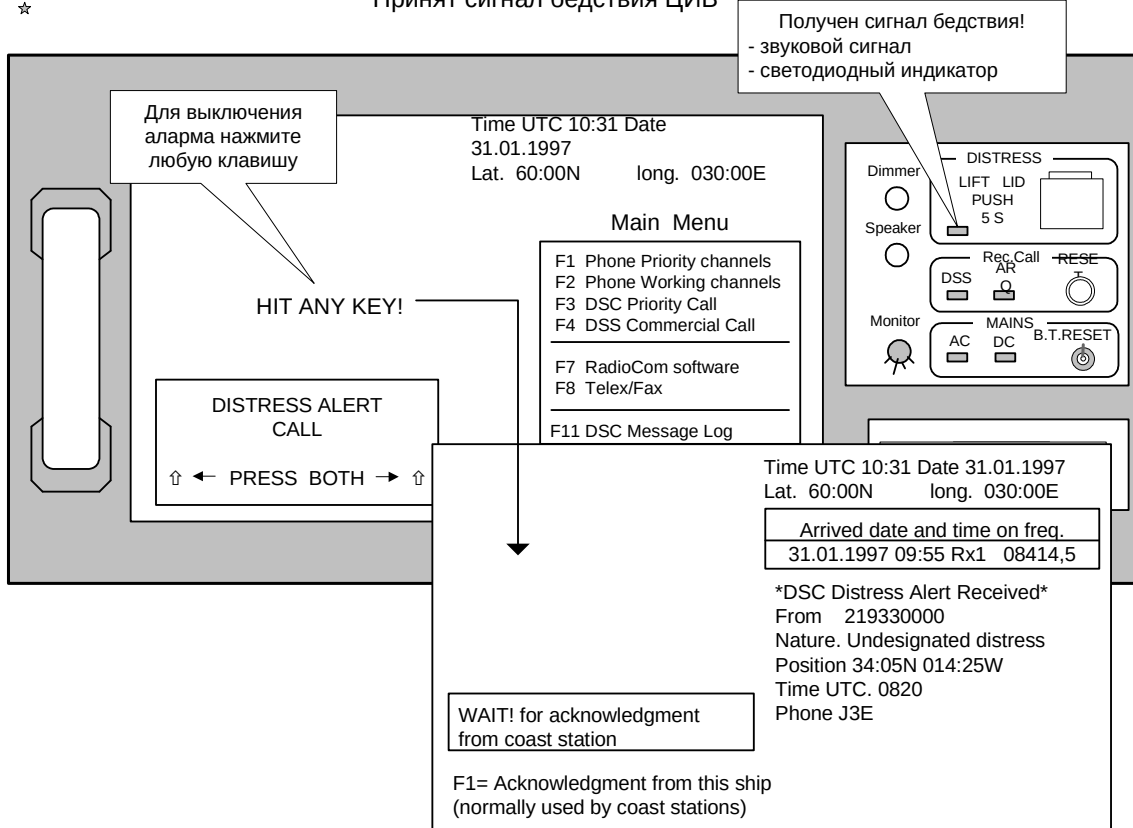 Принят сигнал бедствия ЦИВ
Получен сигнал бедствия!
- звуковой сигнал
- светодиодный индикатор
Для выключения
аларма нажмите
любую клавишу
Time UTC 10:31 Date
31.01.1997
Lat. 60:00N long. 030:00E
Main Menu
F1 Phone Priority channels
F2 Phone Working channels
F3 DSC Priority Call
F4 DSS Commercial Call
F7 RadioCom software
F8 Telex/Fax
F11 DSC Message Log
HIT ANY KEY!
DISTRESS ALERT
CALL
⇧ ← PRESS BOTH → ⇧
Dimmer
Speaker
Monitor
DISTRESS
LIFT LID
PUSH
5 S
Rec.Call
RESE
T
DSS
AR
Q
MAINS
AC
DC
B.T.RESET
Time UTC 10:31 Date 31.01.1997
Lat. 60:00N long. 030:00E
Arrived date and time on freq.
31.01.1997 09:55 Rx1 08414,5
*DSC Distress Alert Received*
From 219330000
Nature. Undesignated distress
Position 34:05N 014:25W
Time UTC. 0820
Phone J3E
WAIT! for acknowledgment
from coast station
F1= Acknowledgment from this ship
(normally used by coast stations)